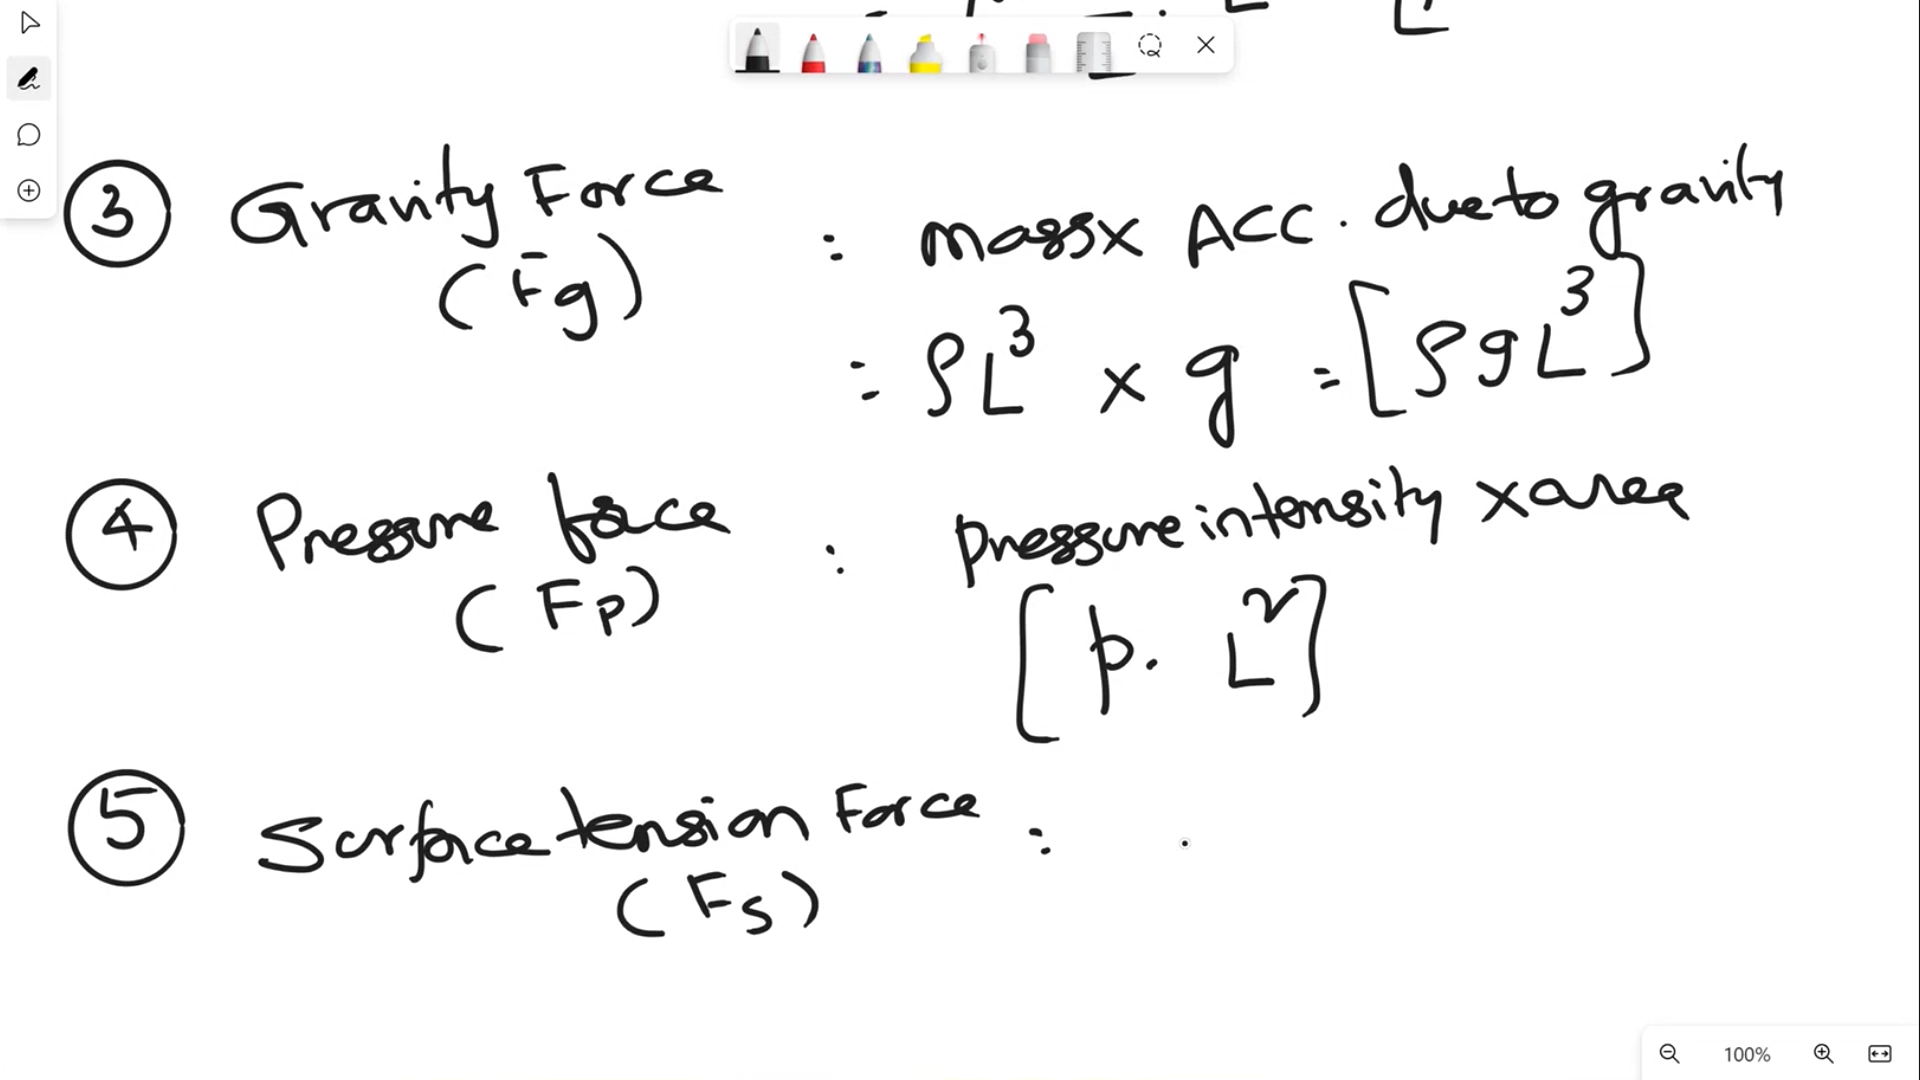 ③ Gravity Force : mass x Acc. due to gravity
(Fg) = ρL³ x g = [ρgL³]
④ Pressure force : pressure intensity x area
(Fp) [p. L²]
⑤ Surface tension Force :
(Fs)
100%